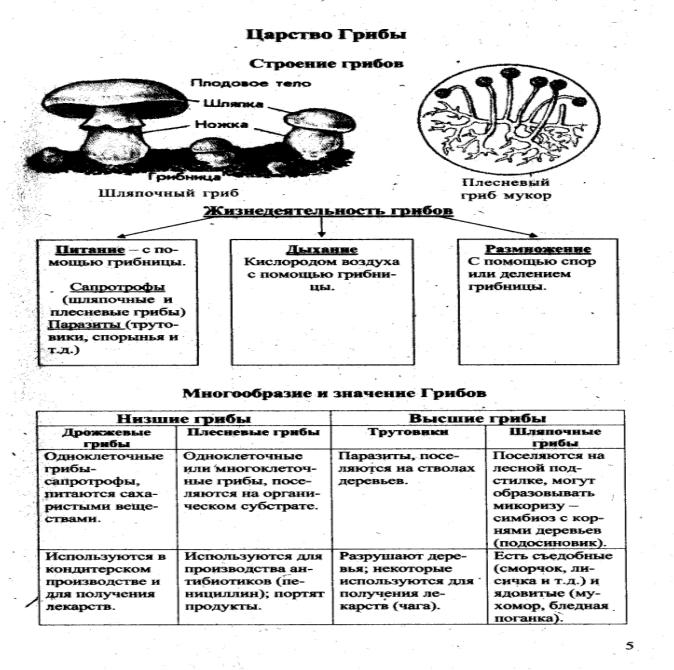 Царство Грибы
Строение грибов
Плодовое тело
Шляпка
Ножка
Грибница
Шляпочный гриб
Плесневый
гриб мукор
Жизнедеятельность грибов
Питание – с по-
мощью грибницы.
Сапротрофы
(шляпочные и
плесневые грибы)
Паразиты (труто-
вики, спорынья и
т.д.)
Дыхание
Кислородом воздуха
с помощью грибни-
цы.
Размножение
С помощью спор
или делением
грибницы.
Многообразие и значение Грибов
Низшие грибы
Высшие грибы
Дрожжевые
грибы
Плесневые грибы
Трутовики
Шляпочные
грибы
Одноклеточные
грибы-
сапротрофы,
питаются саха-
ристыми веще-
ствами.
Одноклеточные
или многоклеточ-
ные грибы, посе-
ляются на органи-
ческом субстрате.
Паразиты, посе-
ляются на стволах
деревьев.
Поселяются на
лесной под-
стилке, могут
образовывать
микоризу –
симбиоз с кор-
нями деревьев
(подосиновик).
Используются в
кондитерском
производстве и
для получения
лекарств.
Используются для
производства ан-
тибиотиков (пе-
нициллин); портят
продукты.
Разрушают дере-
вья; некоторые
используются для
получения ле-
карств (чага).
Есть съедобные
(сморчок, ли-
сичка и т.д.) и
ядовитые (му-
хомор, бледная
поганка).
5